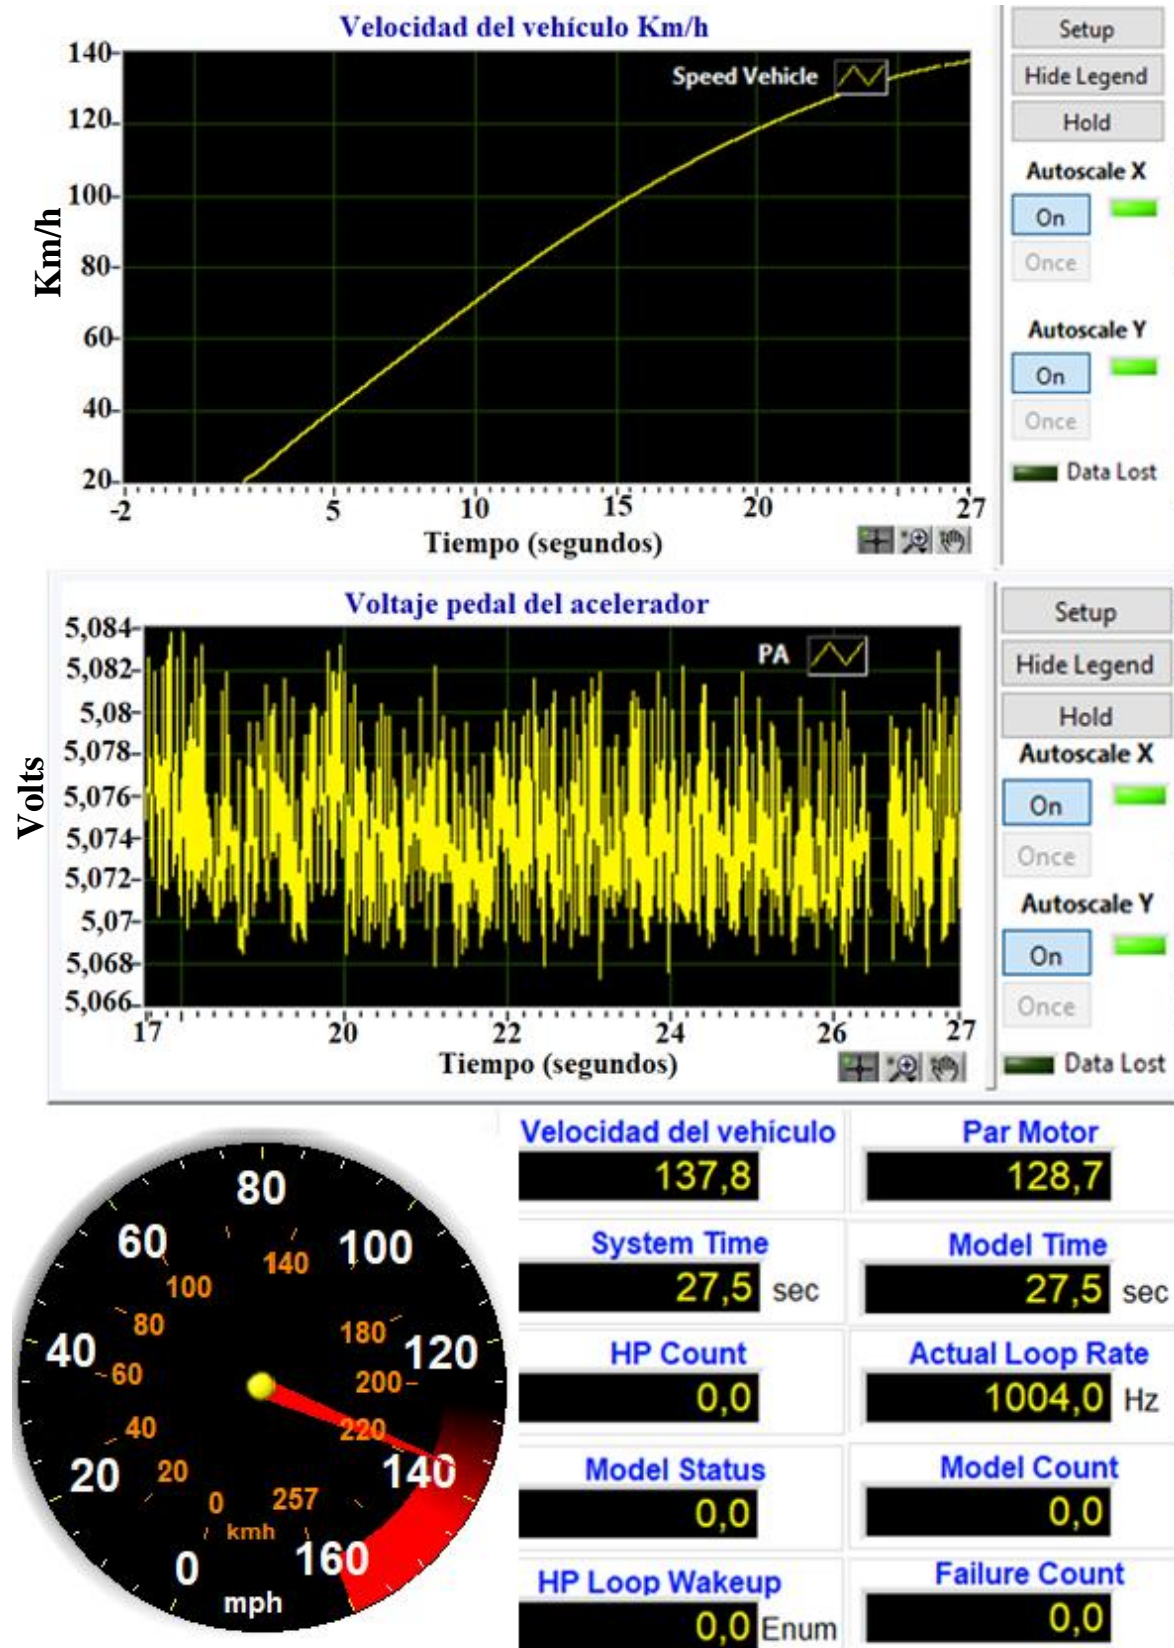 Velocidad del vehículo Km/h
Speed Vehicle
Km/h
140
120
100
80
60
40
20
-2 5 10 15 20 27
Tiempo (segundos)
Setup
Hide Legend
Hold
Autoscale X
On
Once
Autoscale Y
On
Once
Data Lost
Voltaje pedal del acelerador
PA
Volts
5,084
5,082
5,08
5,078
5,076
5,074
5,072
5,07
5,068
5,066
17 20 22 24 26 27
Tiempo (segundos)
Setup
Hide Legend
Hold
Autoscale X
On
Once
Autoscale Y
On
Once
Data Lost
0 20 40 60 80 100 120 140 160
mph
0 20 40 60 80 100 140 180 200 220 257
kmh
Velocidad del vehículo Par Motor
137,8 128,7
System Time Model Time
27,5 sec 27,5 sec
HP Count Actual Loop Rate
0,0 1004,0 Hz
Model Status Model Count
0,0 0,0
HP Loop Wakeup Failure Count
0,0 Enum 0,0